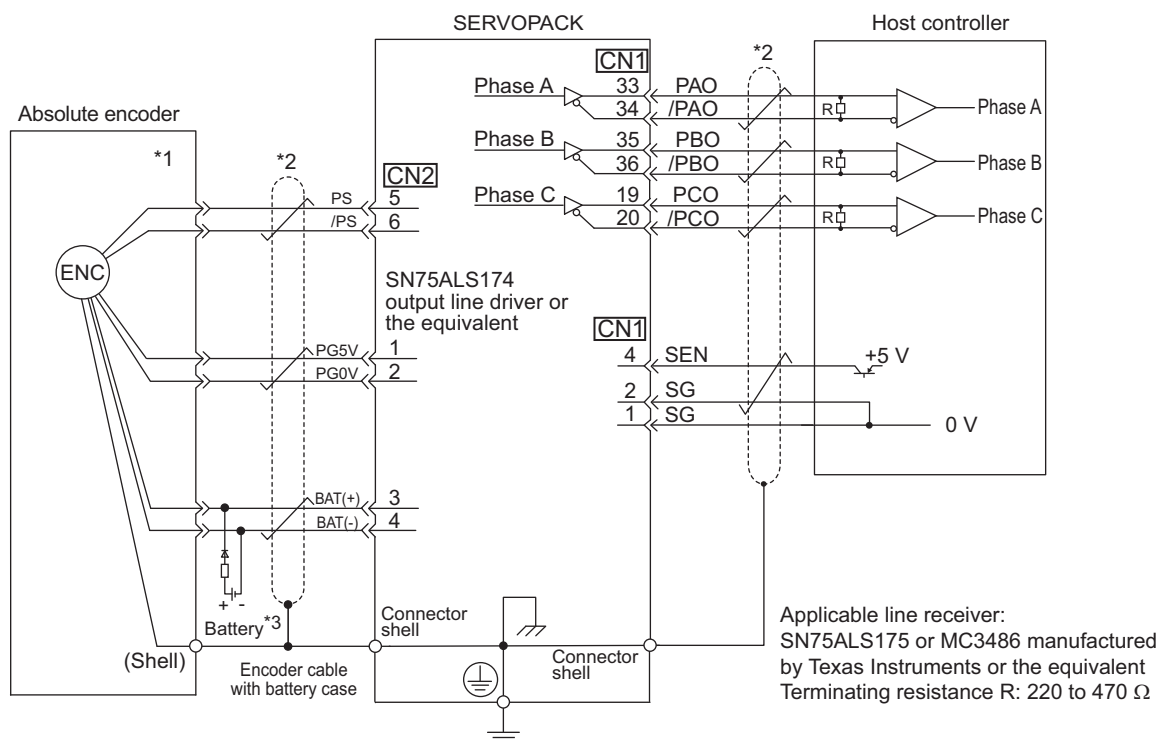 SERVOPACK
Host controller
Absolute encoder
*1
*2
CN2
PS 5
/PS 6
ENC
SN75ALS174
output line driver or
the equivalent
PG5V 1
PG0V 2
BAT(+) 3
BAT(-) 4
+ -
Battery*3
(Shell)
Encoder cable
with battery case
Connector
shell
Connector
shell
CN1
*2
Phase A 33 PAO R Phase A
34 /PAO
Phase B 35 PBO R Phase B
36 /PBO
Phase C 19 PCO R Phase C
20 /PCO
CN1
4 SEN +5 V
2 SG
1 SG 0 V
Applicable line receiver:
SN75ALS175 or MC3486 manufactured
by Texas Instruments or the equivalent
Terminating resistance R: 220 to 470 Ω